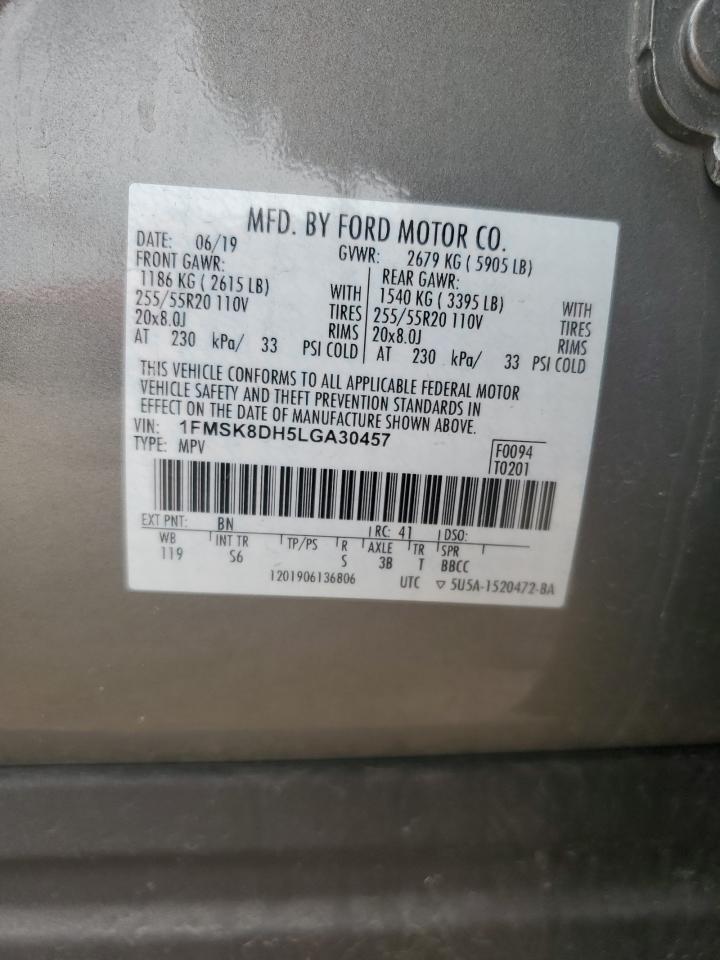 MFD. BY FORD MOTOR CO.
DATE: 06/19 GVWR: 2679 KG ( 5905 LB)
FRONT GAWR: REAR GAWR:
1186 KG ( 2615 LB) WITH 1540 KG ( 3395 LB) WITH
255/55R20 110V TIRES 255/55R20 110V TIRES
20x8.0J RIMS 20x8.0J RIMS
AT 230 kPa/ 33 PSI COLD AT 230 kPa/ 33 PSI COLD
THIS VEHICLE CONFORMS TO ALL APPLICABLE FEDERAL MOTOR
VEHICLE SAFETY AND THEFT PREVENTION STANDARDS IN
EFFECT ON THE DATE OF MANUFACTURE SHOWN ABOVE.
VIN: 1FMSK8DH5LGA30457
TYPE: MPV F0094
T0201
EXT PNT: BN RC: 41 DSO:
WB INT TR TP/PS R AXLE TR SPR
119 S6 S 3B T BBCC
1201906136806 UTC ▽ 5U5A-1520472-BA